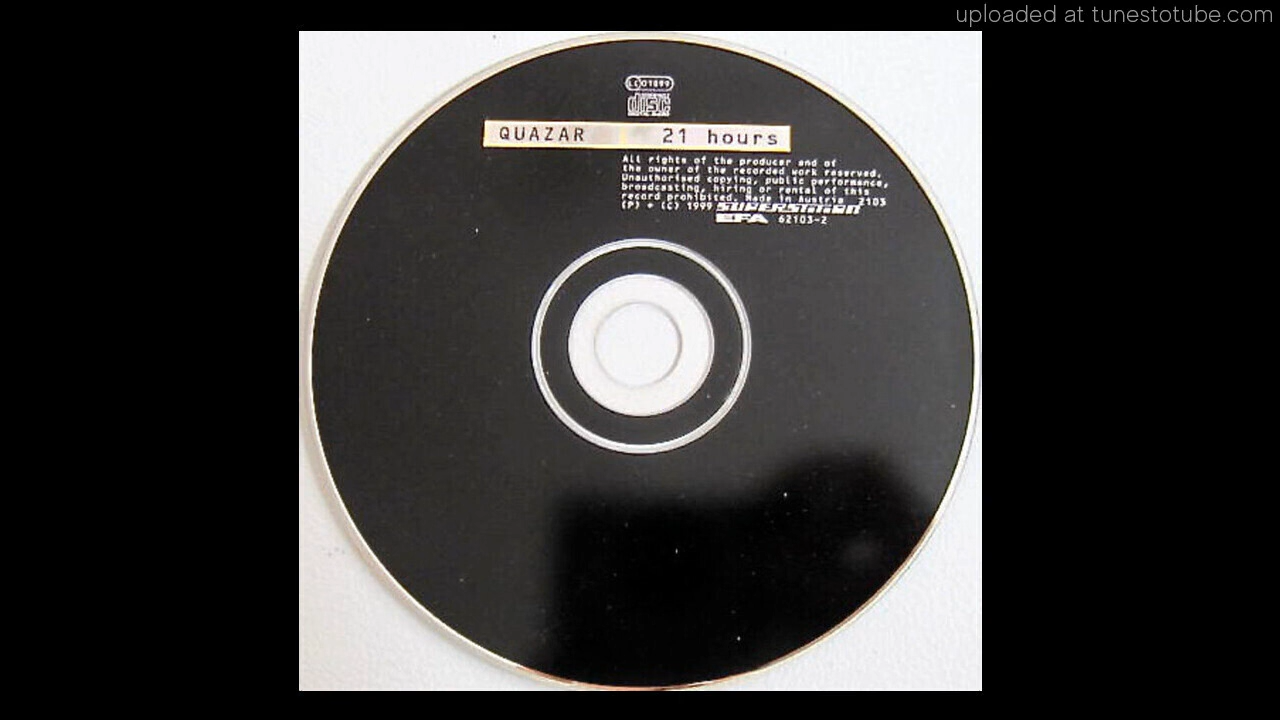 uploaded at tunestotube.com
LC 01899
COMPACT
disc
DIGITAL AUDIO
QUAZAR 21 hours
All rights of the producer and of
the owner of the recorded work reserved.
Unauthorised copying, public performance,
broadcasting, hiring or rental of this
record prohibited. Made in Austria 2103
(P) + (C) 1999 SUPERSTITION
EFA 62103-2